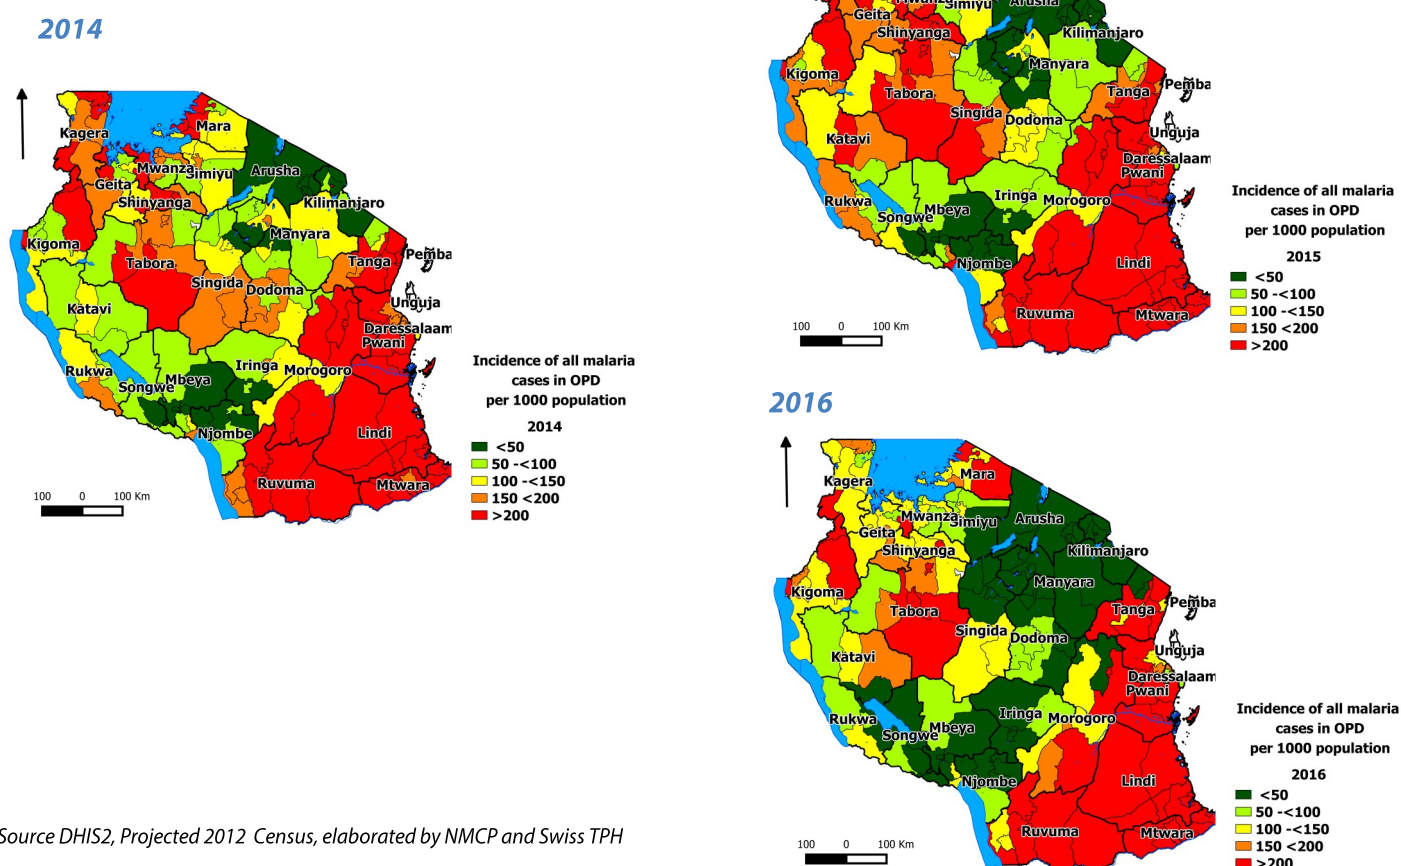 2014
Kagera
Mara
Mwanza
Simiyu
Arusha
Geita
Shinyanga
Kilimanjaro
Kigoma
Manyara
Tabora
Tanga
Pemba
Singida
Dodoma
Katavi
Unguja
Daressalaam
Pwani
Rukwa
Iringa
Morogoro
Mbeya
Songwe
Njombe
Lindi
Ruvuma
Mtwara
100 0 100 Km
Incidence of all malaria
cases in OPD
per 1000 population
2014
<50
50 -<100
100 -<150
150 <200
>200
Mwanza
Simiyu
Arusha
Geita
Shinyanga
Kilimanjaro
Kigoma
Manyara
Tabora
Tanga
Pemba
Singida
Dodoma
Katavi
Unguja
Daressalaam
Pwani
Rukwa
Iringa
Morogoro
Mbeya
Songwe
Njombe
Lindi
Ruvuma
Mtwara
100 0 100 Km
Incidence of all malaria
cases in OPD
per 1000 population
2015
<50
50 -<100
100 -<150
150 <200
>200
2016
Kagera
Mara
Mwanza
Simiyu
Arusha
Geita
Shinyanga
Kilimanjaro
Kigoma
Manyara
Tabora
Tanga
Pemba
Singida
Dodoma
Katavi
Unguja
Daressalaam
Pwani
Rukwa
Iringa
Morogoro
Mbeya
Songwe
Njombe
Lindi
Ruvuma
Mtwara
100 0 100 Km
Incidence of all malaria
cases in OPD
per 1000 population
2016
<50
50 -<100
100 -<150
150 <200
>200
Source DHIS2, Projected 2012 Census, elaborated by NMCP and Swiss TPH